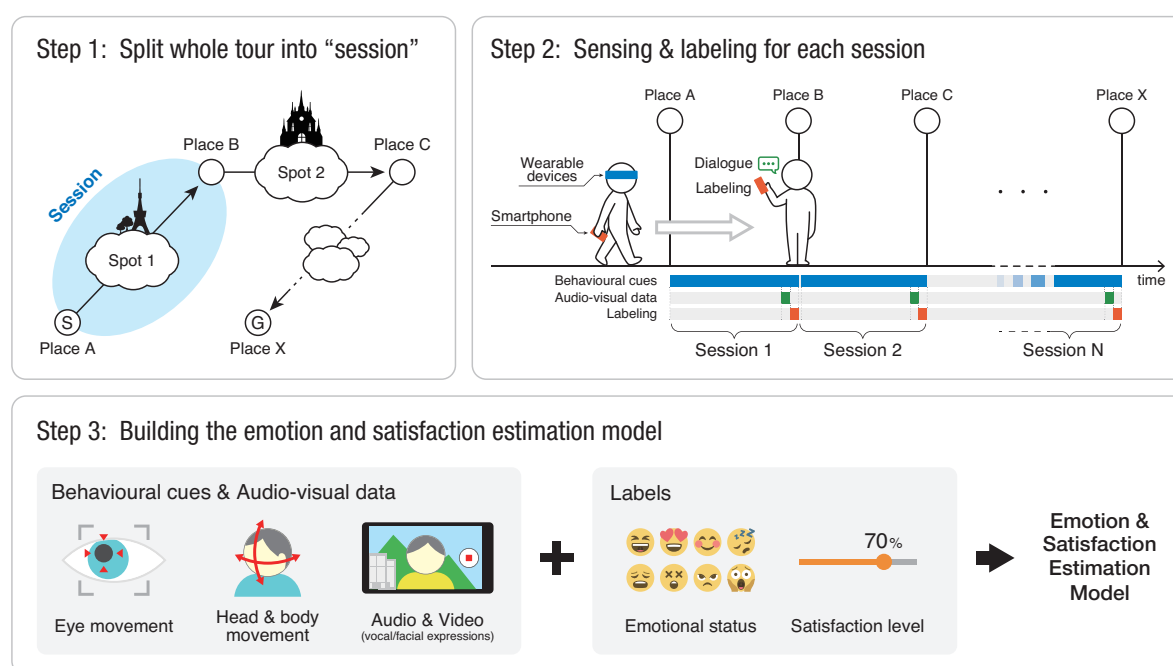 Step 1: Split whole tour into “session”
Session
Place B
Place C
Spot 2
Spot 1
S
G
Place A
Place X
Step 2: Sensing & labeling for each session
Place A
Place B
Place C
Place X
Wearable
devices
Dialogue
Labeling
Smartphone
. . .
Behavioural cues
time
Audio-visual data
Labeling
Session 1
Session 2
Session N
Step 3: Building the emotion and satisfaction estimation model
Behavioural cues & Audio-visual data
Eye movement
Head & body
movement
Audio & Video
(vocal/facial expressions)
+
Labels
Emotional status
70%
Satisfaction level
Emotion &
Satisfaction
Estimation
Model